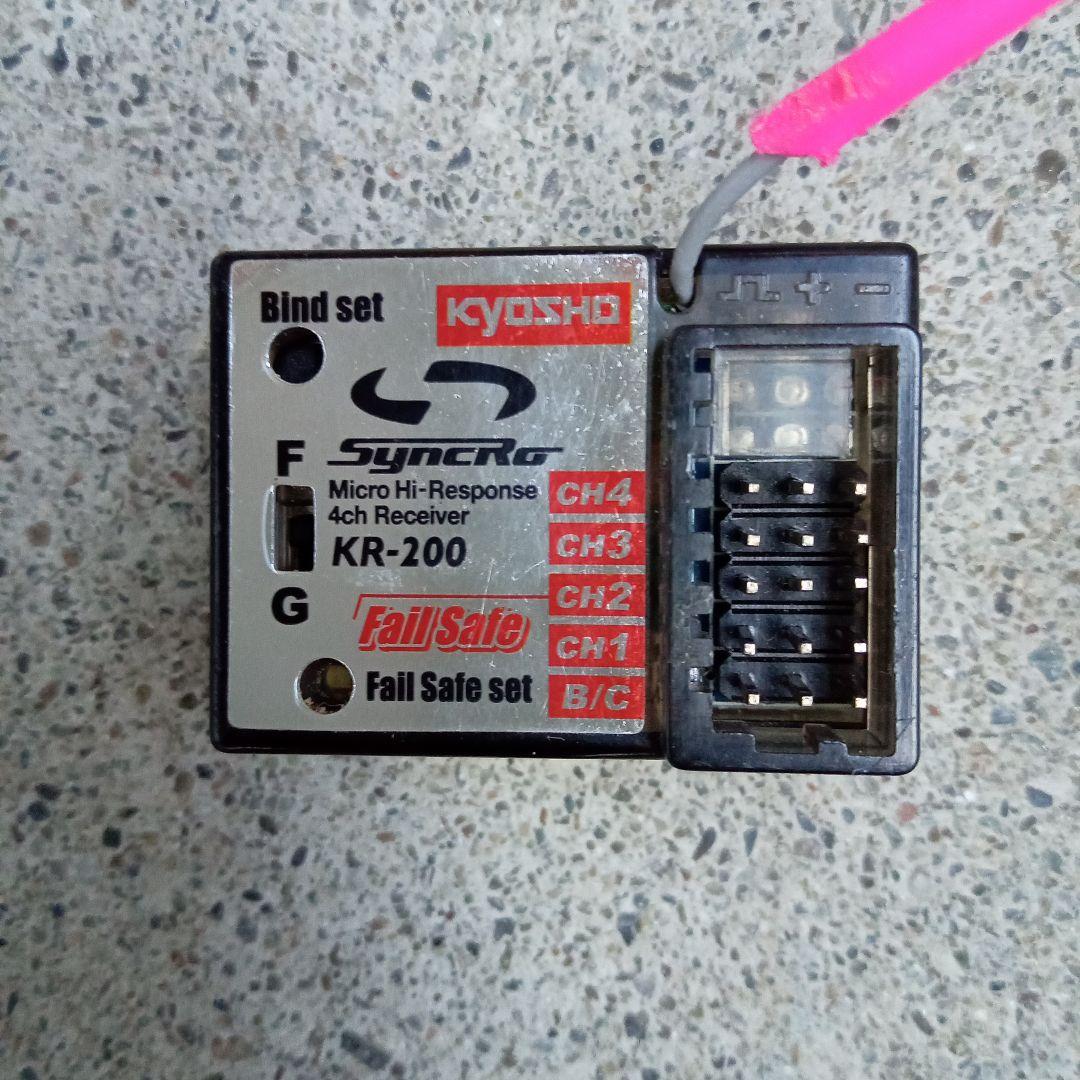 Bind set
KYOSHO
F
SyncRo
Micro Hi-Response
4ch Receiver
KR-200
G
Fail Safe
Fail Safe set
CH4
CH3
CH2
CH1
B/C
+ -